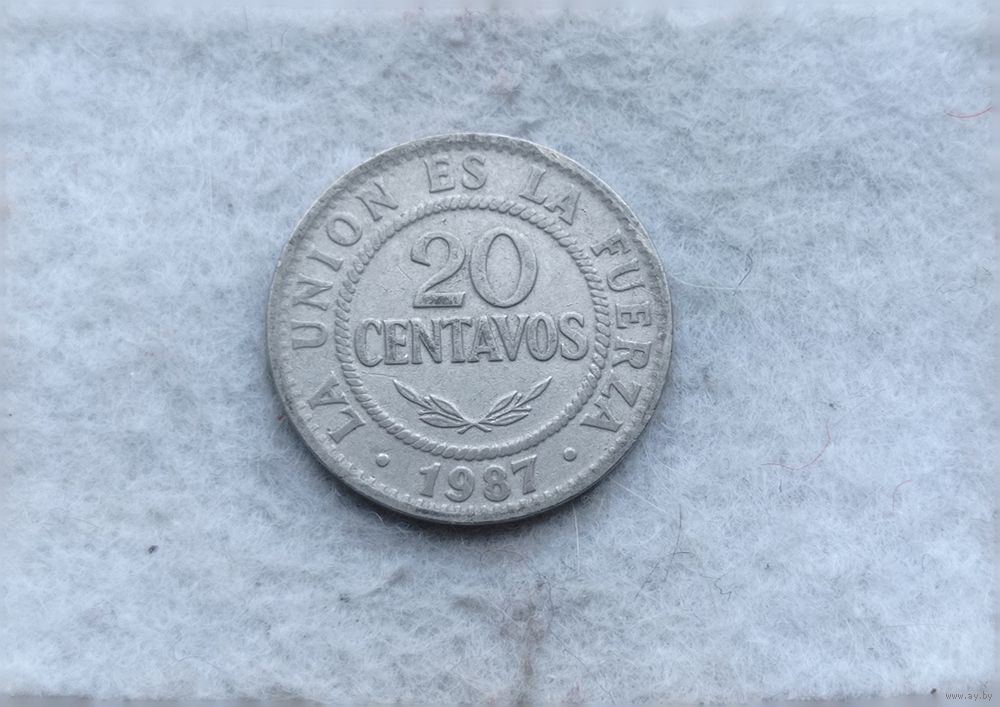 LA UNION ES LA FUERZA
20
CENTAVOS
• 1987 •
www.ay.by